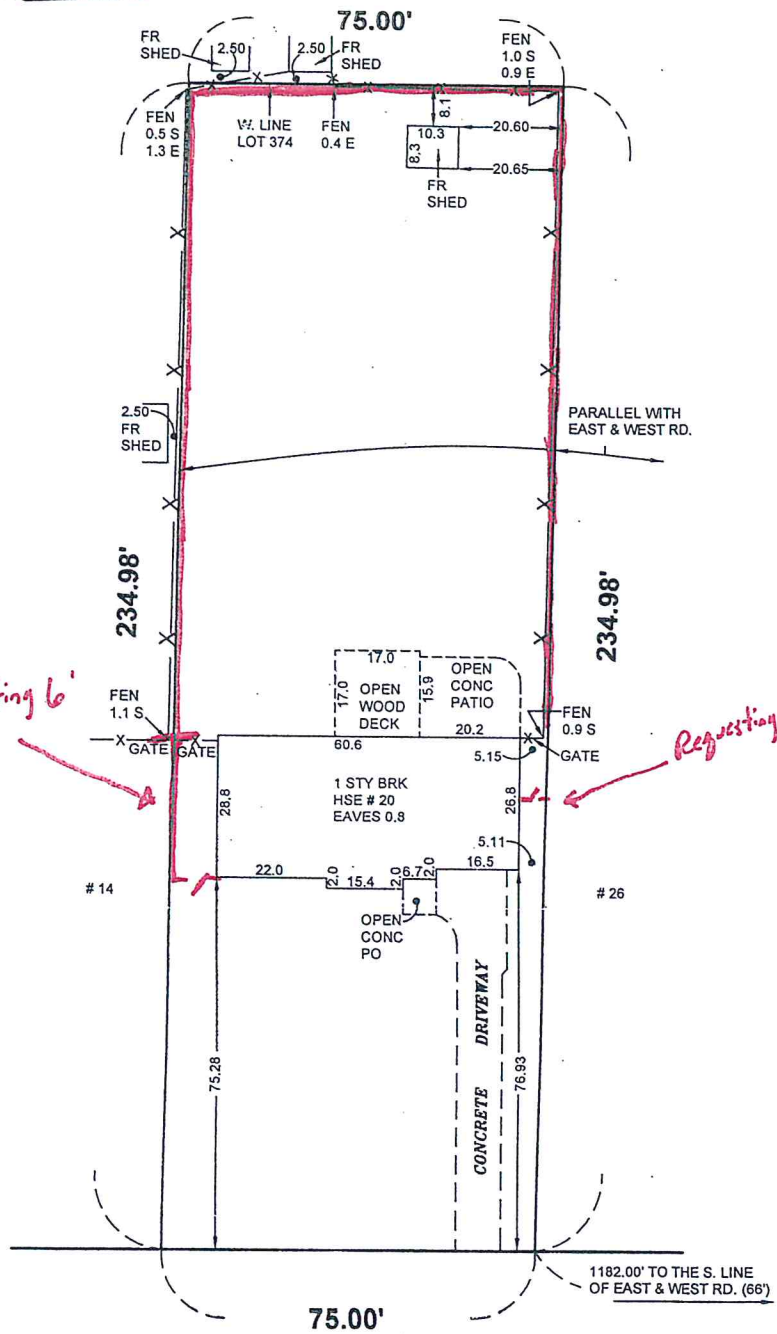 75.00'
FR
SHED
2.50
2.50
FR
SHED
FEN
1.0 S
0.9 E
FEN
0.5 S
1.3 E
W. LINE
LOT 374
FEN
0.4 E
8.1
10.3
20.60
8.3
20.65
FR
SHED
2.50
FR
SHED
PARALLEL WITH
EAST & WEST RD.
234.98'
234.98'
17.0
17.0
OPEN
WOOD
DECK
15.9
OPEN
CONC
PATIO
6'
FEN
1.1 S
GATE
GATE
60.6
20.2
FEN
0.9 S
GATE
5.15
Requesting
1 STY BRK
HSE # 20
EAVES 0.8
28.8
26.8
5.11
22.0
2.0
15.4
2.0
6.7
2.0
16.5
# 14
# 26
OPEN
CONC
PO
CONCRETE DRIVEWAY
75.28
76.93
1182.00' TO THE S. LINE
OF EAST & WEST RD. (66')
75.00'